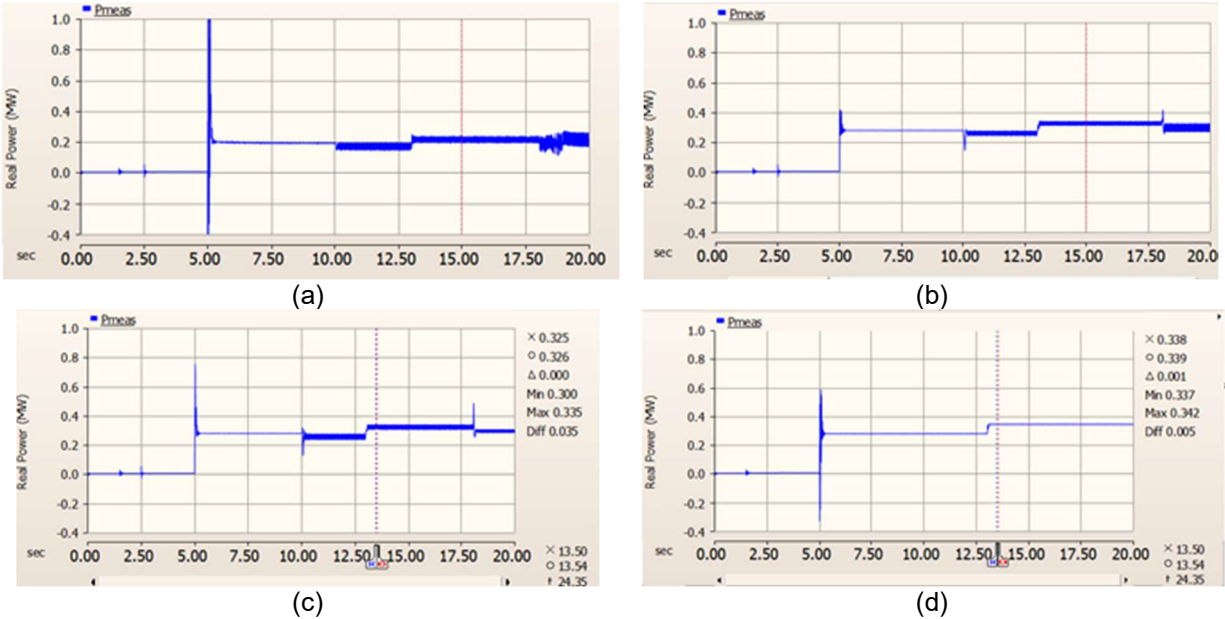 Pmeas
1.0
0.8
0.6
0.4
0.2
0.0
-0.2
-0.4
Real Power (MW)
sec
0.00 2.50 5.00 7.50 10.00 12.50 15.00 17.50 20.00
(a)
Pmeas
1.0
0.8
0.6
0.4
0.2
0.0
-0.2
-0.4
Real Power (MW)
sec
0.00 2.50 5.00 7.50 10.00 12.50 15.00 17.50 20.00
(b)
Pmeas
1.0
0.8
0.6
0.4
0.2
0.0
-0.2
-0.4
Real Power (MW)
× 0.325
O 0.326
Δ 0.000
Min 0.300
Max 0.335
Diff 0.035
sec
0.00 2.50 5.00 7.50 10.00 12.50 15.00 17.50 20.00
× 13.50
O 13.54
↑ 24.35
(c)
Pmeas
1.0
0.8
0.6
0.4
0.2
0.0
-0.2
-0.4
Real Power (MW)
× 0.338
O 0.339
Δ 0.001
Min 0.337
Max 0.342
Diff 0.005
sec
0.00 2.50 5.00 7.50 10.00 12.50 15.00 17.50 20.00
× 13.50
O 13.54
↑ 24.35
(d)